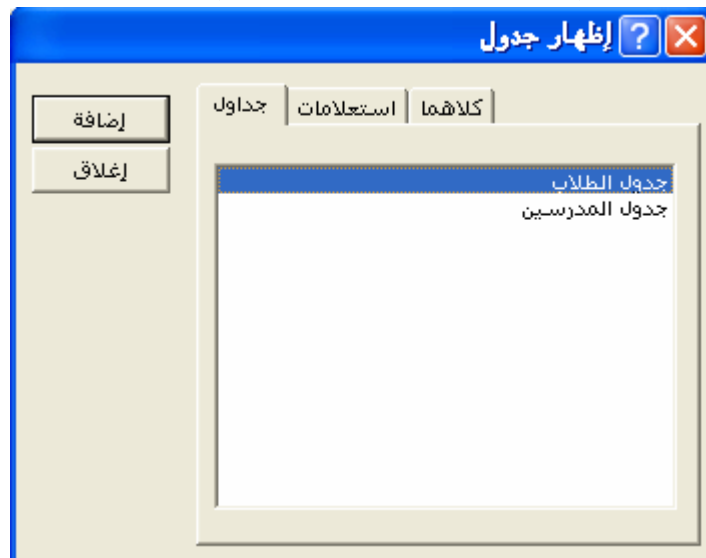 إظهار جدول
جداول استعلامات كلاهما
إضافة
إغلاق
جدول الطلاب
جدول المدرسين